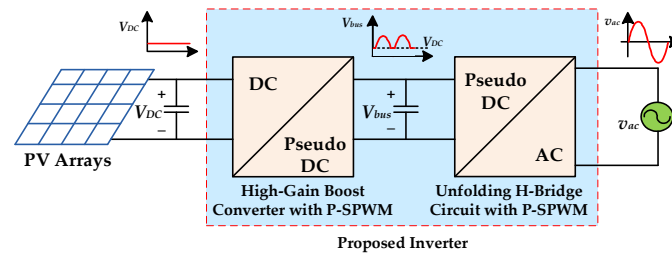 V_DC
V_bus
V_DC
v_ac
DC
Pseudo
DC
Pseudo
DC
AC
+
V_DC
−
+
V_bus
−
v_ac
PV Arrays
High-Gain Boost
Converter with P-SPWM
Unfolding H-Bridge
Circuit with P-SPWM
Proposed Inverter